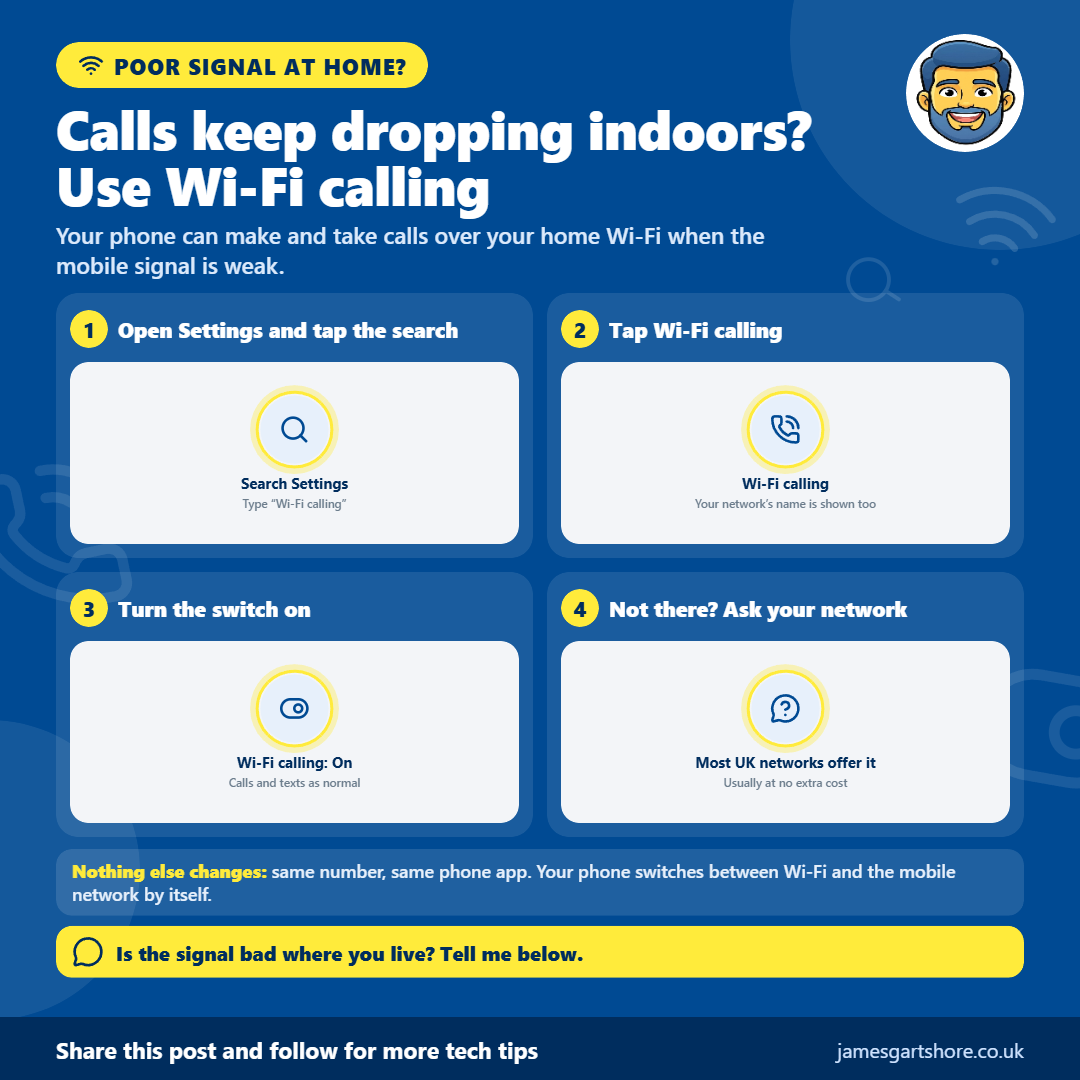 POOR SIGNAL AT HOME?
Calls keep dropping indoors?
Use Wi-Fi calling
Your phone can make and take calls over your home Wi-Fi when the
mobile signal is weak.
1 Open Settings and tap the search
Search Settings
Type “Wi-Fi calling”
2 Tap Wi-Fi calling
Wi-Fi calling
Your network’s name is shown too
3 Turn the switch on
Wi-Fi calling: On
Calls and texts as normal
4 Not there? Ask your network
Most UK networks offer it
Usually at no extra cost
Nothing else changes: same number, same phone app. Your phone switches between Wi-Fi and the mobile
network by itself.
Is the signal bad where you live? Tell me below.
Share this post and follow for more tech tips
jamesgartshore.co.uk